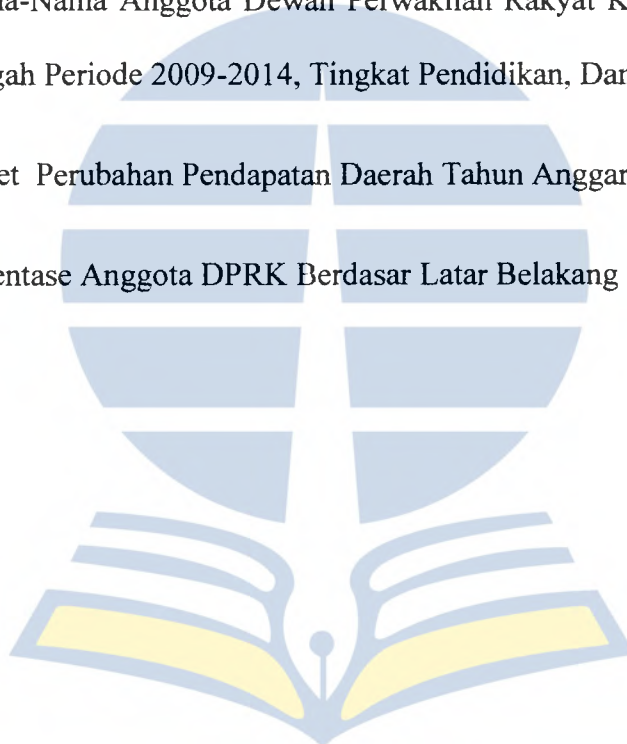 na-Nama Anggota Dewan Perwakilan Rakyat K
gah Periode 2009-2014, Tingkat Pendidikan, Dan
et Perubahan Pendapatan Daerah Tahun Anggar
entase Anggota DPRK Berdasar Latar Belakang